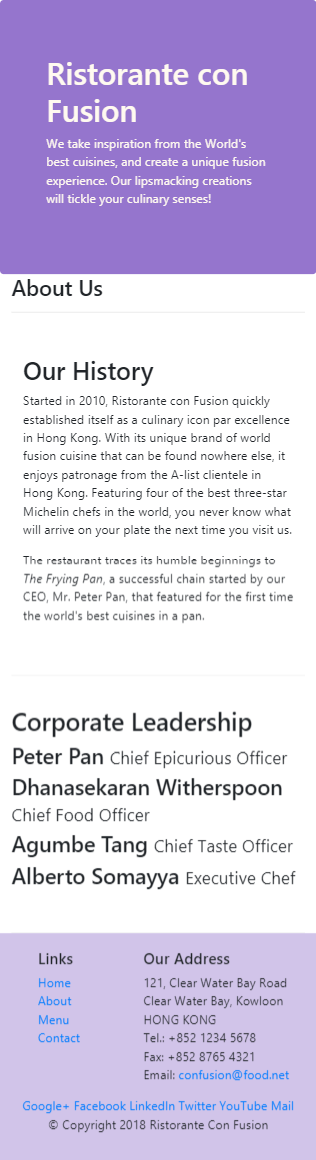 Ristorante con
Fusion
We take inspiration from the World's
best cuisines, and create a unique fusion
experience. Our lipsmacking creations
will tickle your culinary senses!
About Us
Our History
Started in 2010, Ristorante con Fusion quickly
established itself as a culinary icon par excellence
in Hong Kong. With its unique brand of world
fusion cuisine that can be found nowhere else, it
enjoys patronage from the A-list clientele in
Hong Kong. Featuring four of the best three-star
Michelin chefs in the world, you never know what
will arrive on your plate the next time you visit us.
The restaurant traces its humble beginnings to
The Frying Pan, a successful chain started by our
CEO, Mr. Peter Pan, that featured for the first time
the world's best cuisines in a pan.
Corporate Leadership
Peter Pan Chief Epicurious Officer
Dhanasekaran Witherspoon
Chief Food Officer
Agumbe Tang Chief Taste Officer
Alberto Somayya Executive Chef
Links
Home
About
Menu
Contact
Our Address
121, Clear Water Bay Road
Clear Water Bay, Kowloon
HONG KONG
Tel.: +852 1234 5678
Fax: +852 8765 4321
Email: confusion@food.net
Google+ Facebook LinkedIn Twitter YouTube Mail
© Copyright 2018 Ristorante Con Fusion